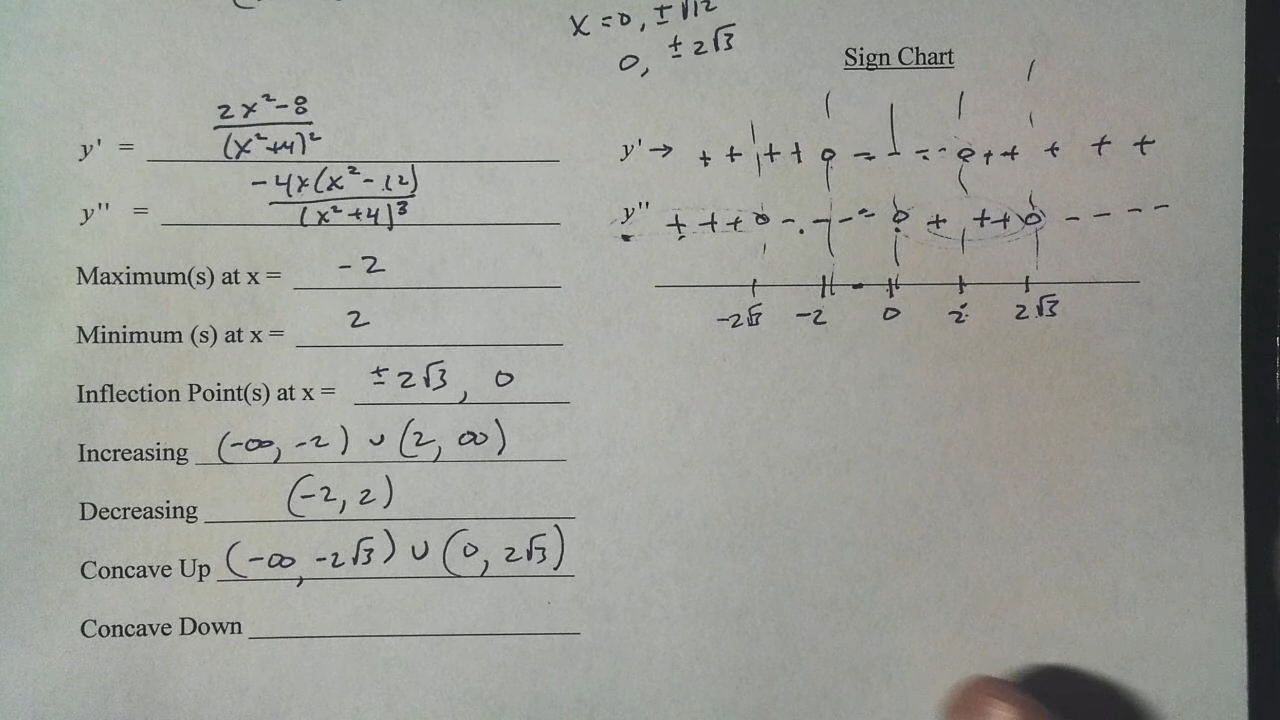 x = 0, ±√12
0, ±2√3
Sign Chart
y' = (2x²-8)/(x²+4)²
y' → + + + + 0 - - - - 0 + + + + +
y'' = -4x(x²-12)/(x²+4)³
y'' + + + 0 - - - - 0 + + + 0 - - - -
-2√3 -2 0 2 2√3
Maximum(s) at x = -2
Minimum (s) at x = 2
Inflection Point(s) at x = ±2√3, 0
Increasing (-∞, -2) ∪ (2, ∞)
Decreasing (-2, 2)
Concave Up (-∞, -2√3) ∪ (0, 2√3)
Concave Down